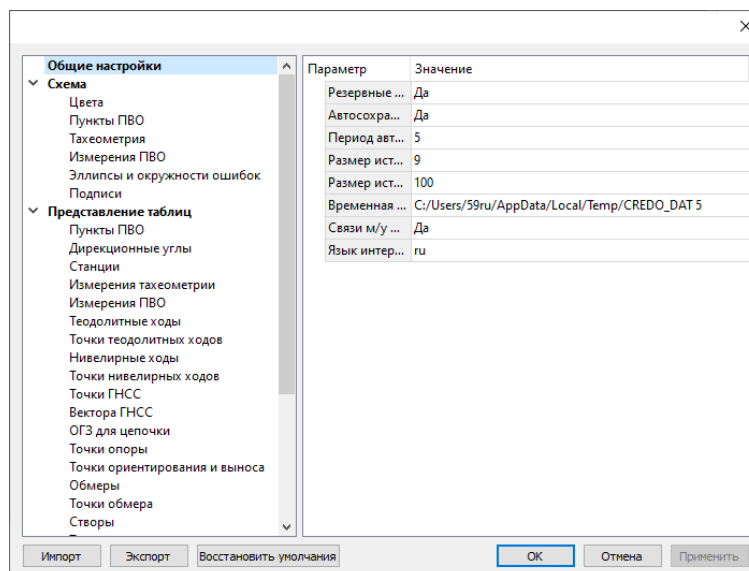 Общие настройки
Схема
Цвета
Пункты ПВО
Тахеометрия
Измерения ПВО
Эллипсы и окружности ошибок
Подписи
Представление таблиц
Пункты ПВО
Дирекционные углы
Станции
Измерения тахеометрии
Измерения ПВО
Теодолитные ходы
Точки теодолитных ходов
Нивелирные ходы
Точки нивелирных ходов
Точки ГНСС
Вектора ГНСС
ОГЗ для цепочки
Точки опоры
Точки ориентирования и выноса
Обмеры
Точки обмера
Створы
Параметр Значение
Резервные ... Да
Автосохра... Да
Период авт... 5
Размер ист... 9
Размер ист... 100
Временная ... C:/Users/59ru/AppData/Local/Temp/CREDO_DAT 5
Связи м/у ... Да
Язык интер... ru
Импорт Экспорт Восстановить умолчания OK Отмена Применить